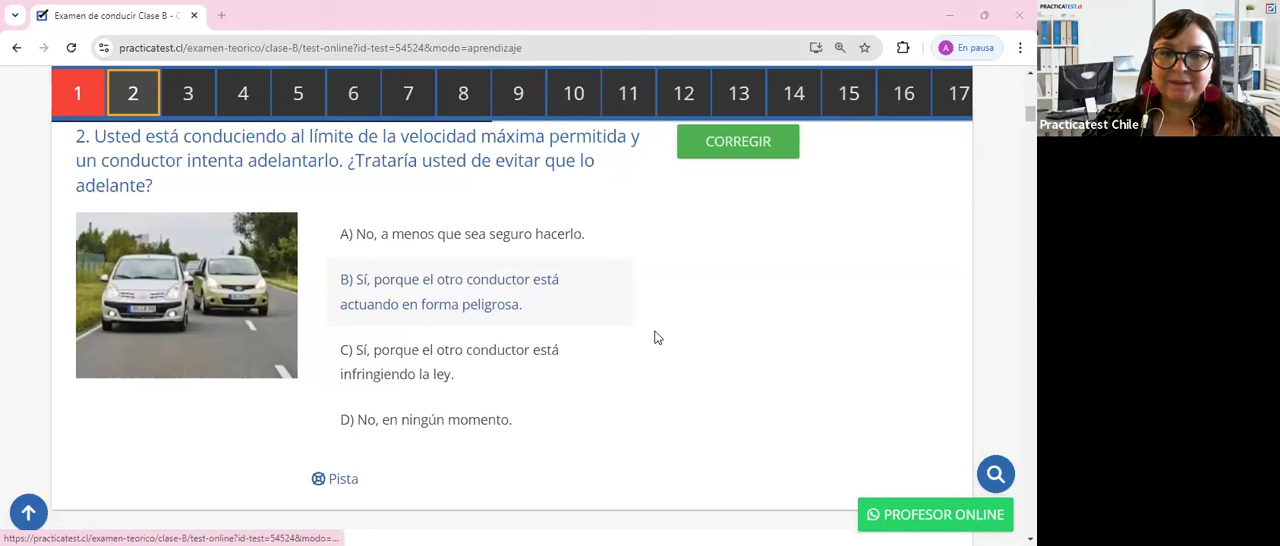 Examen de conducir Clase B - C
practicatest.cl/examen-teorico/clase-B/test-online?id-test=54524&modo=aprendizaje
A
En pausa
PRACTICATEST.cl
Practicatest Chile
1 2 3 4 5 6 7 8 9 10 11 12 13 14 15 16 17
2. Usted está conduciendo al límite de la velocidad máxima permitida y
un conductor intenta adelantarlo. ¿Trataría usted de evitar que lo
adelante?
CORREGIR
A) No, a menos que sea seguro hacerlo.
B) Sí, porque el otro conductor está
actuando en forma peligrosa.
C) Sí, porque el otro conductor está
infringiendo la ley.
D) No, en ningún momento.
Pista
PROFESOR ONLINE
https://practicatest.cl/examen-teorico/clase-B/test-online?id-test=54524&modo=...